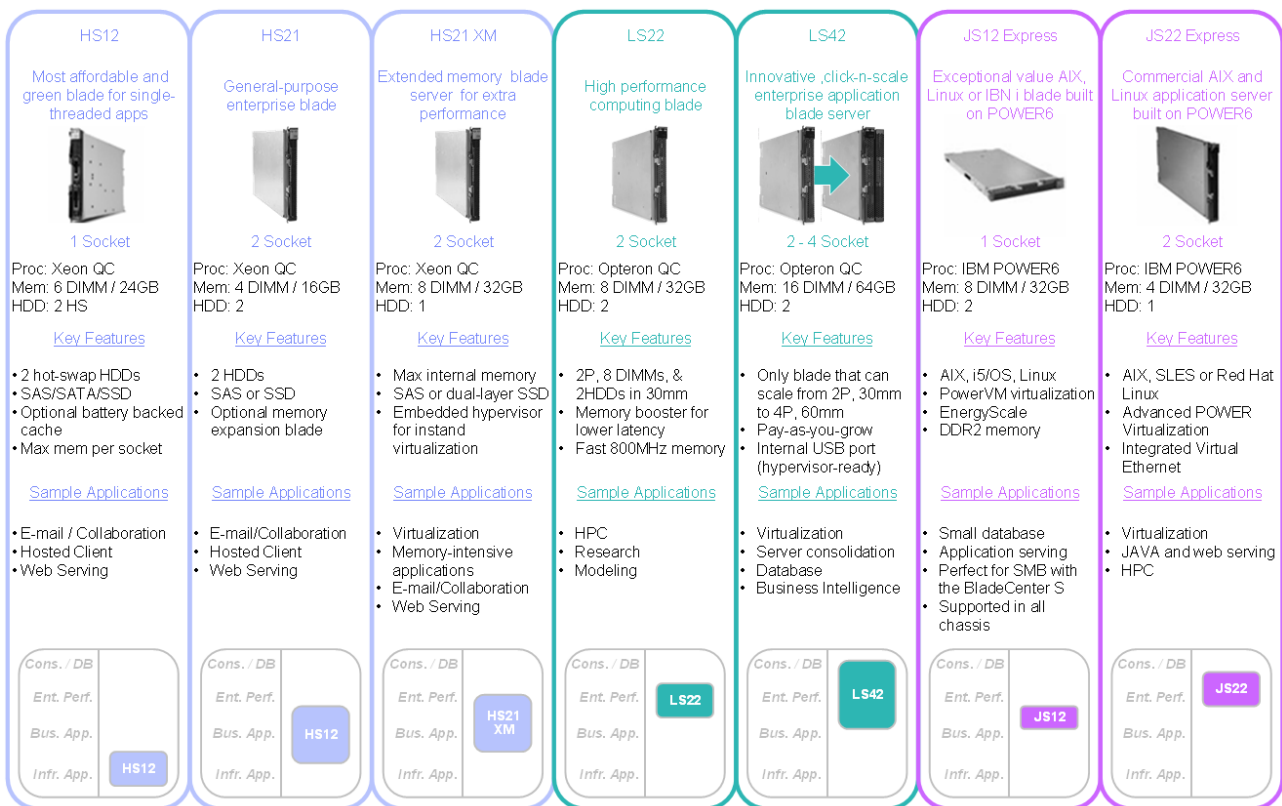 HS12
Most affordable and
green blade for single-
threaded apps
1 Socket
Proc: Xeon QC
Mem: 6 DIMM / 24GB
HDD: 2 HS
Key Features
• 2 hot-swap HDDs
• SAS/SATA/SSD
• Optional battery backed
cache
• Max mem per socket
Sample Applications
• E-mail / Collaboration
• Hosted Client
• Web Serving
Cons. / DB
Ent. Perf.
Bus. App.
Infr. App.
HS12
HS21
General-purpose
enterprise blade
2 Socket
Proc: Xeon QC
Mem: 4 DIMM / 16GB
HDD: 2
Key Features
• 2 HDDs
• SAS or SSD
• Optional memory
expansion blade
Sample Applications
• E-mail/Collaboration
• Hosted Client
• Web Serving
Cons. / DB
Ent. Perf.
Bus. App.
Infr. App.
HS12
HS21 XM
Extended memory blade
server for extra
performance
2 Socket
Proc: Xeon QC
Mem: 8 DIMM / 32GB
HDD: 1
Key Features
• Max internal memory
• SAS or dual-layer SSD
• Embedded hypervisor
for instand
virtualization
Sample Applications
• Virtualization
• Memory-intensive
applications
• E-mail/Collaboration
• Web Serving
Cons. / DB
Ent. Perf.
Bus. App.
Infr. App.
HS21
XM
LS22
High performance
computing blade
2 Socket
Proc: Opteron QC
Mem: 8 DIMM / 32GB
HDD: 2
Key Features
• 2P, 8 DIMMs, &
2HDDs in 30mm
• Memory booster for
lower latency
• Fast 800MHz memory
Sample Applications
• HPC
• Research
• Modeling
Cons. / DB
Ent. Perf.
Bus. App.
Infr. App.
LS22
LS42
Innovative ,click-n-scale
enterprise application
blade server
2 - 4 Socket
Proc: Opteron QC
Mem: 16 DIMM / 64GB
HDD: 2
Key Features
• Only blade that can
scale from 2P, 30mm
to 4P, 60mm
• Pay-as-you-grow
• Internal USB port
(hypervisor-ready)
Sample Applications
• Virtualization
• Server consolidation
• Database
• Business Intelligence
Cons. / DB
Ent. Perf.
Bus. App.
Infr. App.
LS42
JS12 Express
Exceptional value AIX,
Linux or IBN i blade built
on POWER6
1 Socket
Proc: IBM POWER6
Mem: 8 DIMM / 32GB
HDD: 2
Key Features
• AIX, i5/OS, Linux
• PowerVM virtualization
• EnergyScale
• DDR2 memory
Sample Applications
• Small database
• Application serving
• Perfect for SMB with
the BladeCenter S
• Supported in all
chassis
Cons. / DB
Ent. Perf.
Bus. App.
Infr. App.
JS12
JS22 Express
Commercial AIX and
Linux application server
built on POWER6
2 Socket
Proc: IBM POWER6
Mem: 4 DIMM / 32GB
HDD: 1
Key Features
• AIX, SLES or Red Hat
Linux
• Advanced POWER
Virtualization
• Integrated Virtual
Ethernet
Sample Applications
• Virtualization
• JAVA and web serving
• HPC
Cons. / DB
Ent. Perf.
Bus. App.
Infr. App.
JS22